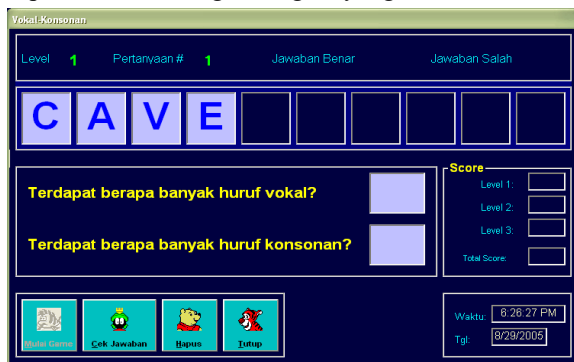 Vokal-Konsonan
Level 1 Pertanyaan # 1 Jawaban Benar Jawaban Salah
C A V E
Terdapat berapa banyak huruf vokal?
Terdapat berapa banyak huruf konsonan?
Score
Level 1:
Level 2:
Level 3:
Total Score:
Mulai Game Cek Jawaban Hapus Tutup
Waktu: 6:26:27 PM
Tgl: 8/29/2005